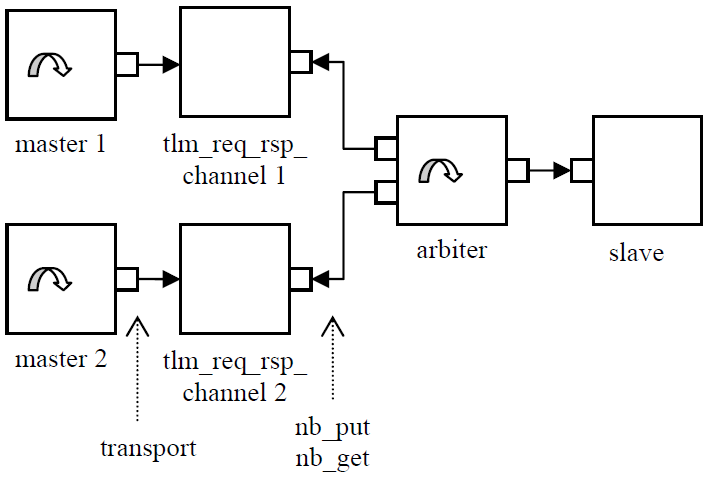 master 1
tlm_req_rsp_
channel 1
arbiter
slave
master 2
tlm_req_rsp_
channel 2
transport
nb_put
nb_get